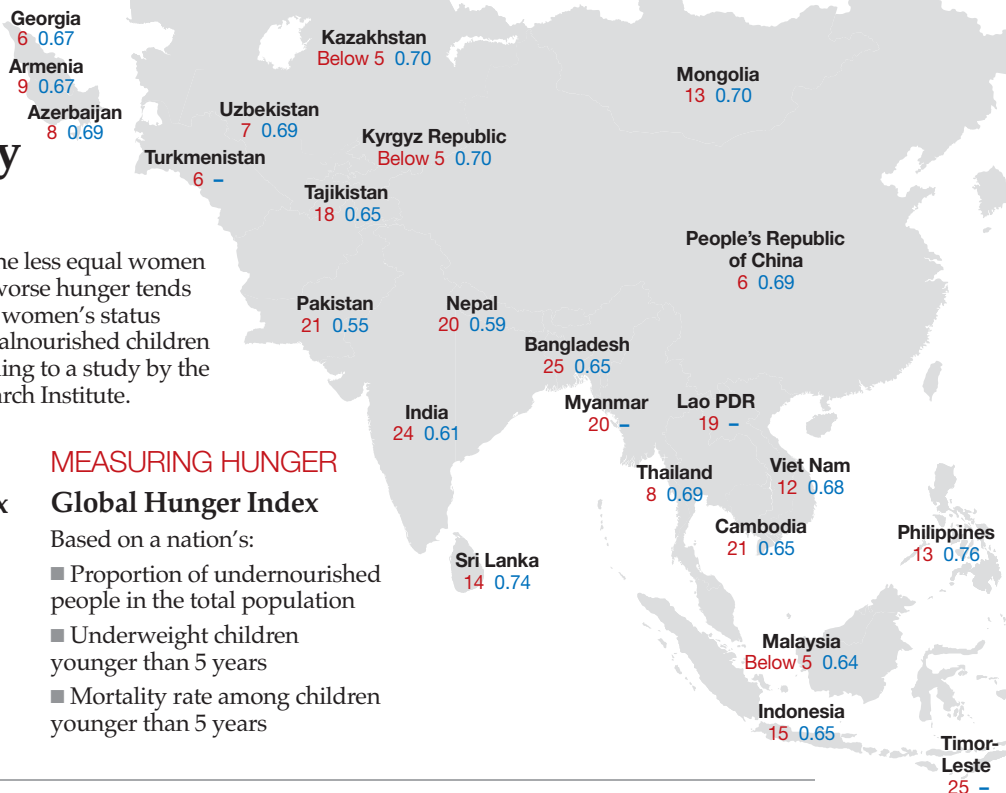 Georgia
6 0.67
Armenia
9 0.67
Azerbaijan
8 0.69
Kazakhstan
Below 5 0.70
Mongolia
13 0.70
Uzbekistan
7 0.69
Kyrgyz Republic
Below 5 0.70
Turkmenistan
6 –
Tajikistan
18 0.65
People's Republic
of China
6 0.69
y
less equal women
worse hunger tends
women's status
children
to a study by the
Institute.
Pakistan
21 0.55
Nepal
20 0.59
Bangladesh
25 0.65
India
24 0.61
Myanmar
20 –
Lao PDR
19 –
Thailand
8 0.69
Viet Nam
12 0.68
Cambodia
21 0.65
Philippines
13 0.76
Sri Lanka
14 0.74
Malaysia
Below 5 0.64
Indonesia
15 0.65
Timor-
Leste
25 –
MEASURING HUNGER
x
Global Hunger Index
Based on a nation's:
■ Proportion of undernourished
people in the total population
■ Underweight children
younger than 5 years
■ Mortality rate among children
younger than 5 years